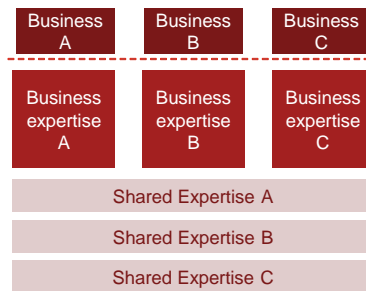 Business
A
Business
B
Business
C
Business
expertise
A
Business
expertise
B
Business
expertise
C
Shared Expertise A
Shared Expertise B
Shared Expertise C